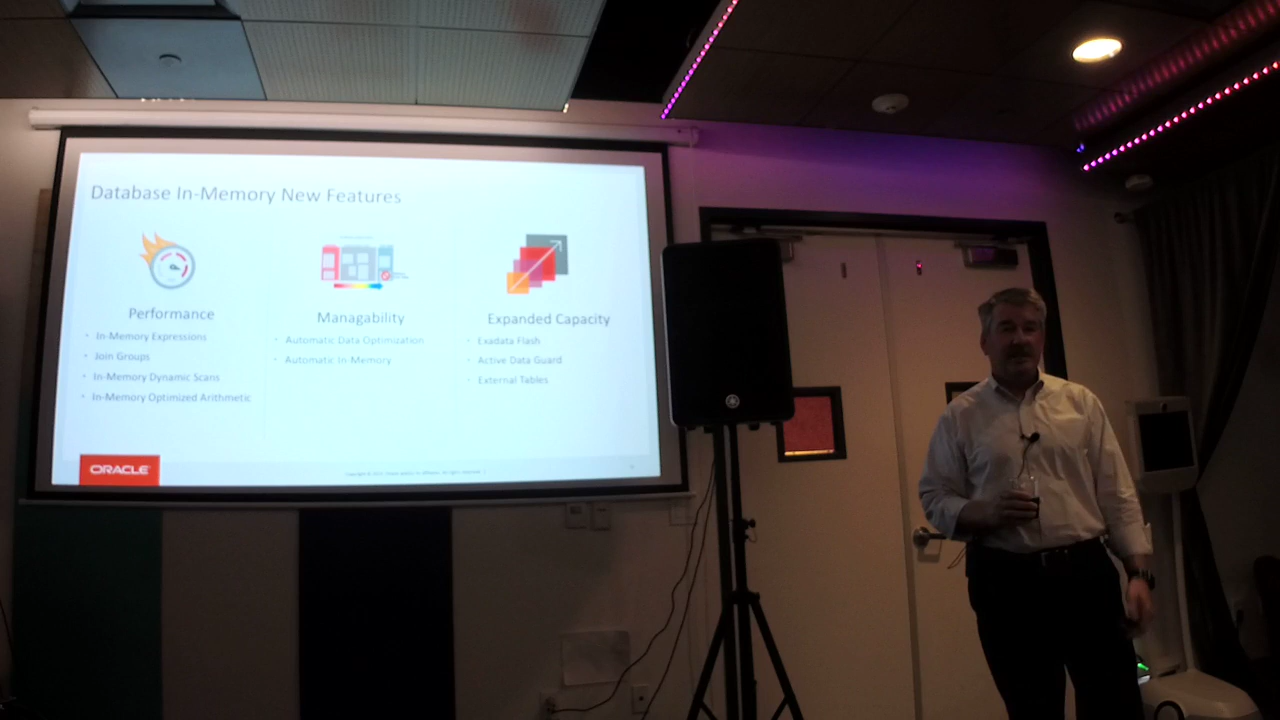 Database In-Memory New Features
Performance
In-Memory Expressions
Join Groups
In-Memory Dynamic Scans
In-Memory Optimized Arithmetic
Managability
Automatic Data Optimization
Automatic In-Memory
Expanded Capacity
Exadata Flash
Active Data Guard
External Tables
ORACLE